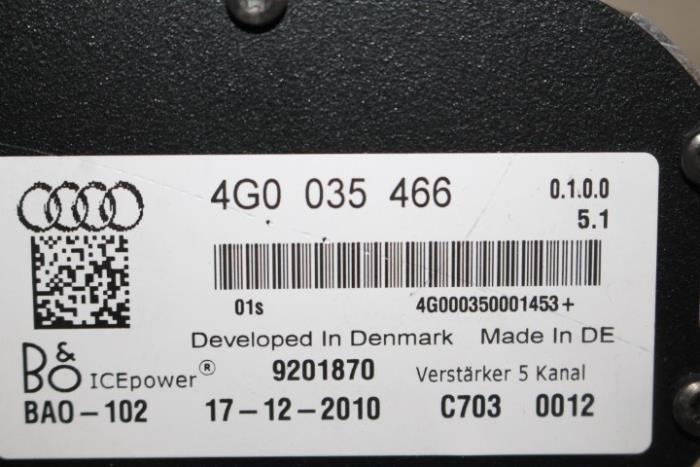 4G0 035 466 0.1.0.0
5.1
01s 4G000350001453+
Developed In Denmark Made In DE
B&O ICEpower® 9201870 Verstärker 5 Kanal
BAO-102 17-12-2010 C703 0012